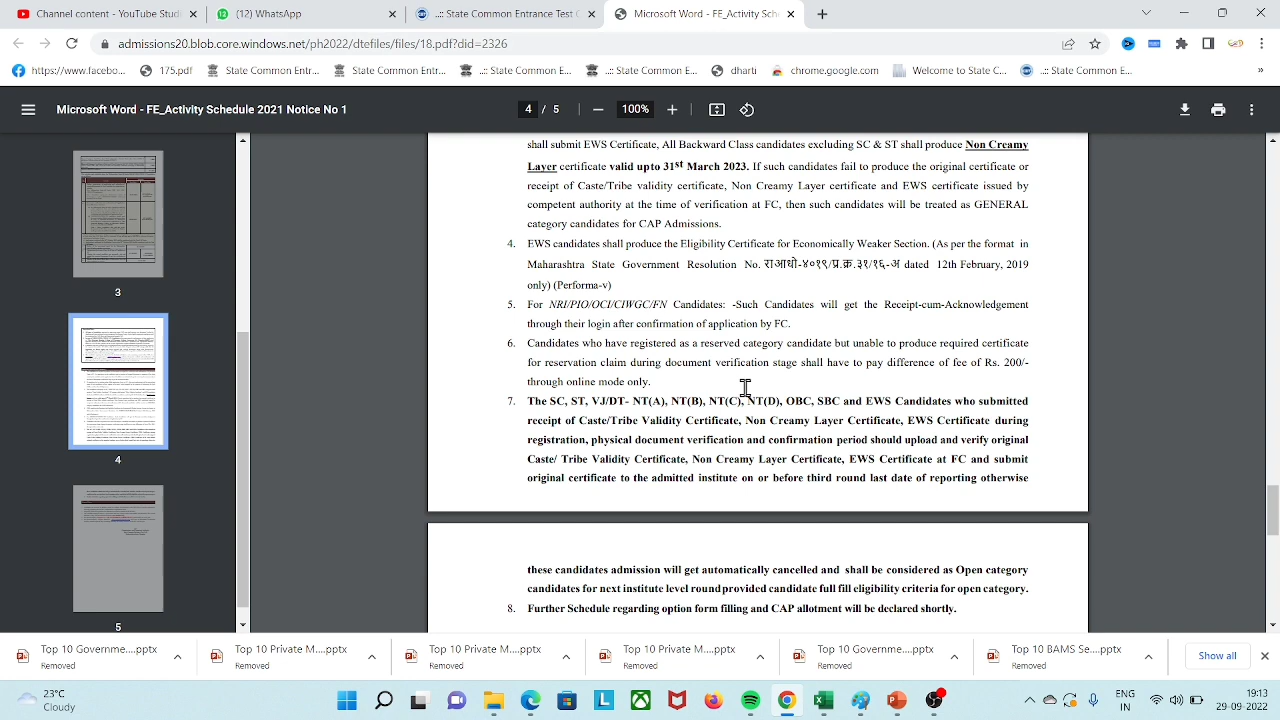 Content - YouTube Studi
(12) WhatsApp
.:: State Common Entrance Test C
Microsoft Word - FE_Activity Sche
admissions20.blob.core.windows.net/ph2022/dtefiles/files/18.pdf?id=2326
https://www.facebo...
175.pdf
State Common Entr...
State Common Entr...
.:: State Common E...
.:: State Common E...
dharti
chrome.google.com
Welcome to State C...
.:: State Common E...
»
Microsoft Word - FE_Activity Schedule 2021 Notice No 1
4 / 5
100%
3
4
5
shall submit EWS Certificate, All Backward Class candidates excluding SC & ST shall produce Non Creamy
Layer certificate valid upto 31st March 2023. If such candidates fail to produce the original certificate or
receipt of Caste/Tribe validity certificate, Non Creamy Layer certificate and EWS certificate issued by
competent authority at the time of verification at FC, then such candidates will be treated as GENERAL
category candidates for CAP Admissions.
4. EWS candidates shall produce the Eligibility Certificate for Economically Weaker Section. (As per the format in
Maharashtra State Government Resolution No. राआधो-४०१९/प्र.क्र.३१/१६-अ dated 12th February, 2019
only) (Performa-v)
5. For NRI/PIO/OCI/CIWGC/FN Candidates: -Such Candidates will get the Receipt-cum-Acknowledgement
through their login after confirmation of application by FC.
6. Candidates who have registered as a reserved category candidate but unable to produce required certificate
for reservation claim during document verification stage shall have to pay difference of fee of Rs. 200/-
through online mode only.
7. The SC, ST, VJ/DT- NT(A), NT(B), NT(C), NT(D), OBC, SBC and EWS Candidates who submitted
receipt of Caste/Tribe Validity Certificate, Non Creamy Layer Certificate, EWS Certificate during
registration, physical document verification and confirmation period should upload and verify original
Caste/ Tribe Validity Certificate, Non Creamy Layer Certificate, EWS Certificate at FC and submit
original certificate to the admitted institute on or before third round last date of reporting otherwise
these candidates admission will get automatically cancelled and shall be considered as Open category
candidates for next institute level round provided candidate full fill eligibility criteria for open category.
8. Further Schedule regarding option form filling and CAP allotment will be declared shortly.
Top 10 Governme....pptx
Removed
Top 10 Private M....pptx
Removed
Top 10 Private M....pptx
Removed
Top 10 Private M....pptx
Removed
Top 10 Governme....pptx
Removed
Top 10 BAMS Se....pptx
Removed
Show all
23°C
Cloudy
ENG
IN
19:13
29-09-2022